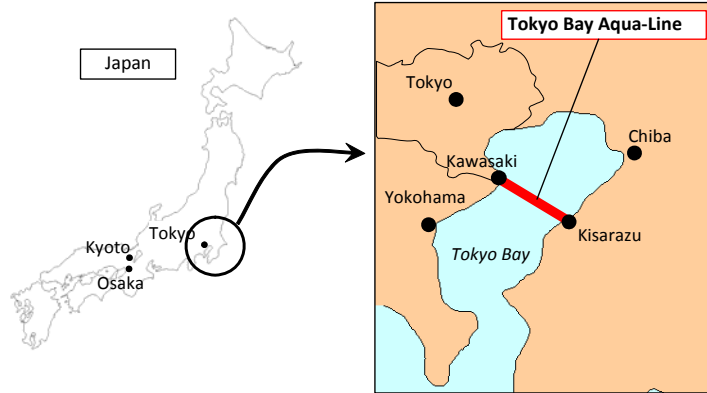 Japan
Tokyo
Kyoto
Osaka
Tokyo Bay Aqua-Line
Tokyo
Chiba
Kawasaki
Yokohama
Kisarazu
Tokyo Bay